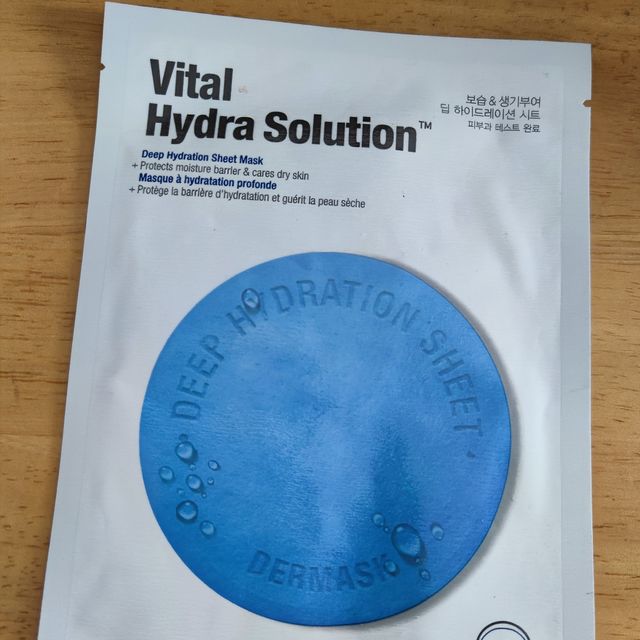 Vital
Hydra Solution™
Deep Hydration Sheet Mask
+ Protects moisture barrier & cares dry skin
Masque à hydratation profonde
+ Protège la barrière d'hydratation et guérit la peau sèche
보습 & 생기부여
딥 하이드레이션 시트
피부과 테스트 완료
DEEP HYDRATION SHEET.
DERMASK